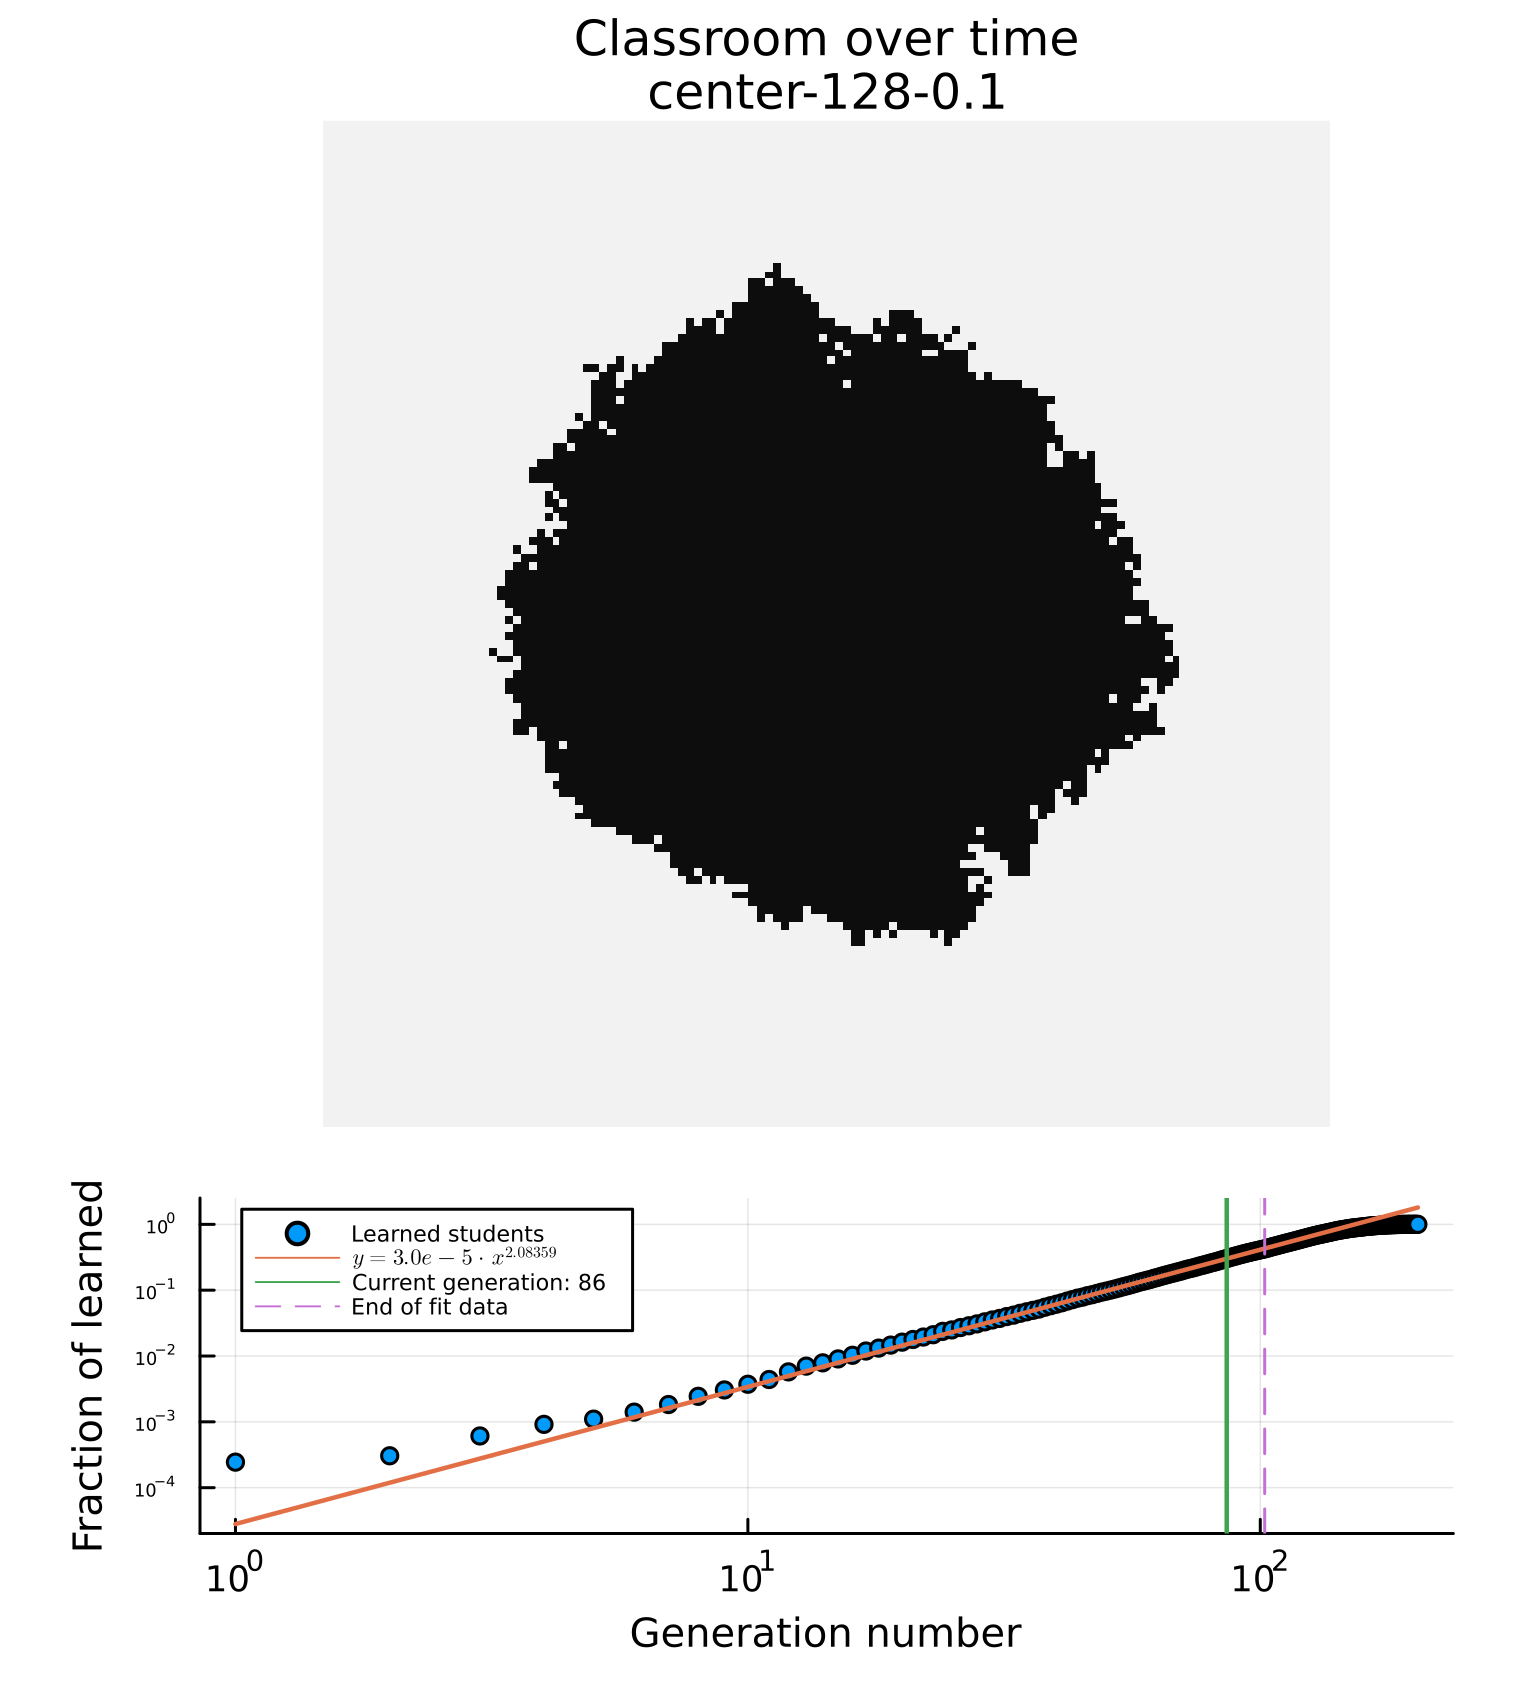 Classroom over time
center-128-0.1
Fraction of learned
10^0
10^-1
10^-2
10^-3
10^-4
Learned students
y = 3.0e − 5 · x^2.08359
Current generation: 86
End of fit data
10^0 10^1 10^2
Generation number